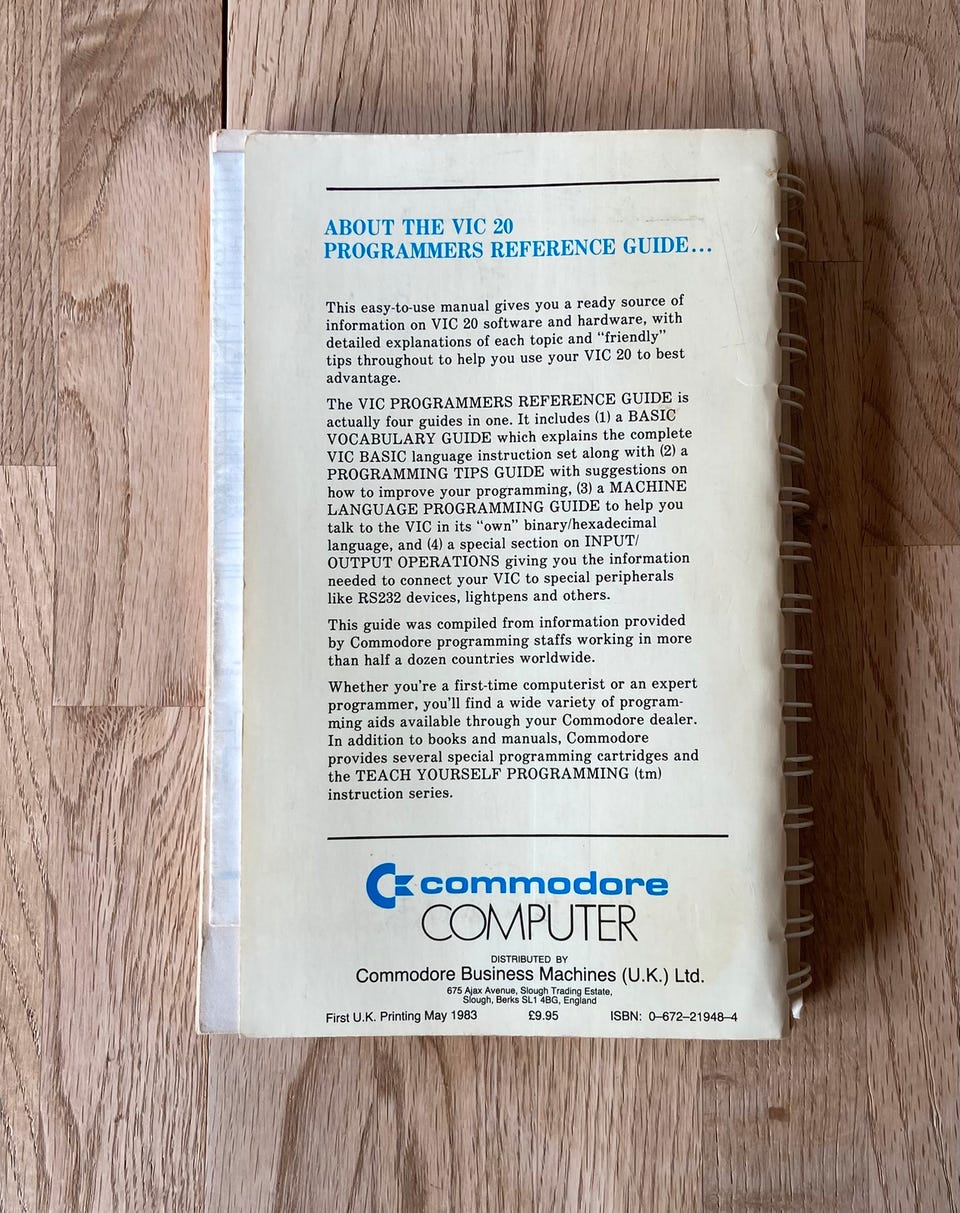 ABOUT THE VIC 20
PROGRAMMERS REFERENCE GUIDE...
This easy-to-use manual gives you a ready source of
information on VIC 20 software and hardware, with
detailed explanations of each topic and “friendly”
tips throughout to help you use your VIC 20 to best
advantage.
The VIC PROGRAMMERS REFERENCE GUIDE is
actually four guides in one. It includes (1) a BASIC
VOCABULARY GUIDE which explains the complete
VIC BASIC language instruction set along with (2) a
PROGRAMMING TIPS GUIDE with suggestions on
how to improve your programming, (3) a MACHINE
LANGUAGE PROGRAMMING GUIDE to help you
talk to the VIC in its “own” binary/hexadecimal
language, and (4) a special section on INPUT/
OUTPUT OPERATIONS giving you the information
needed to connect your VIC to special peripherals
like RS232 devices, lightpens and others.
This guide was compiled from information provided
by Commodore programming staffs working in more
than half a dozen countries worldwide.
Whether you're a first-time computerist or an expert
programmer, you'll find a wide variety of program-
ming aids available through your Commodore dealer.
In addition to books and manuals, Commodore
provides several special programming cartridges and
the TEACH YOURSELF PROGRAMMING (tm)
instruction series.
commodore
COMPUTER
DISTRIBUTED BY
Commodore Business Machines (U.K.) Ltd.
675 Ajax Avenue, Slough Trading Estate,
Slough, Berks SL1 4BG, England
First U.K. Printing May 1983 £9.95 ISBN: 0–672–21948–4